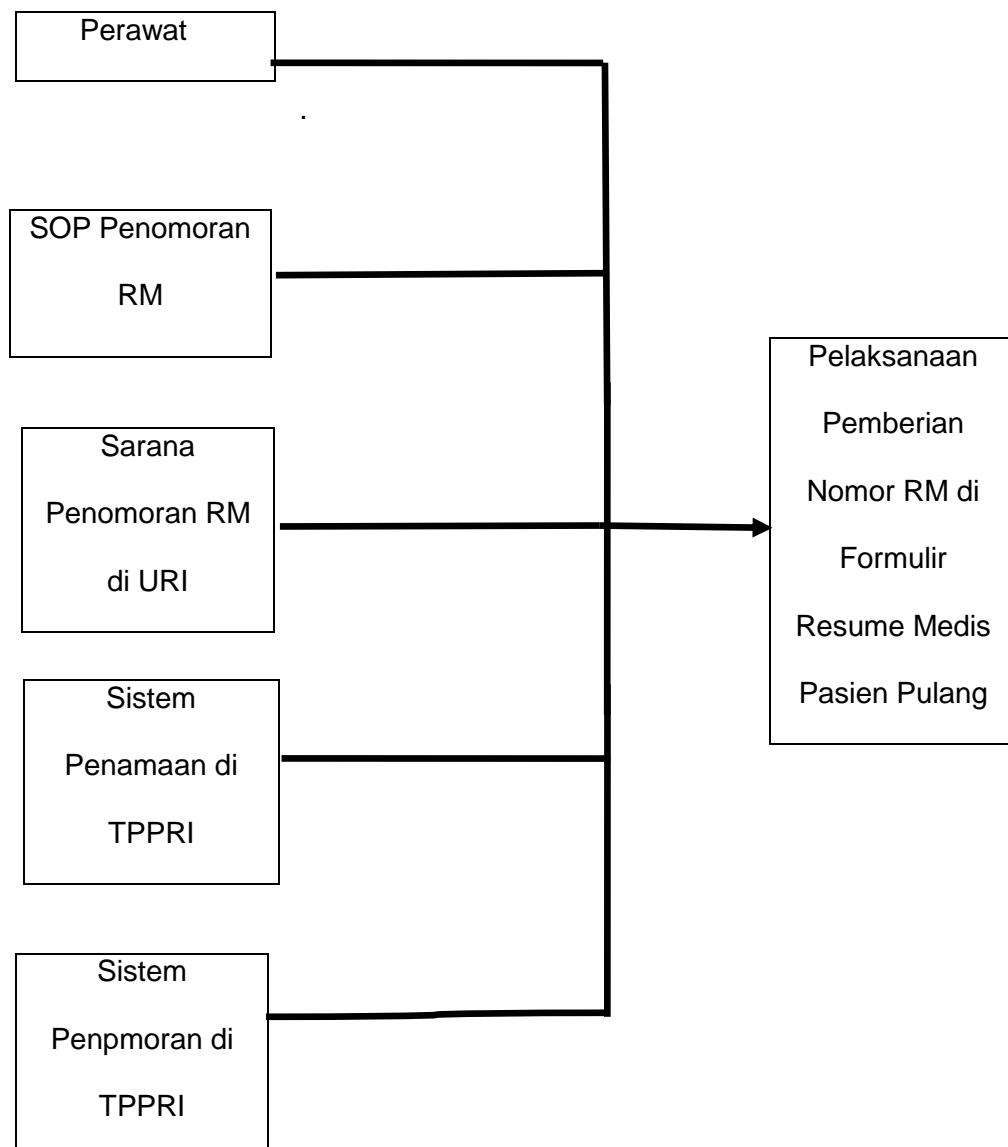 Perawat
.
SOP Penomoran
RM
Sarana
Penomoran RM
di URI
Sistem
Penamaan di
TPPRI
Sistem
Penpmoran di
TPPRI
Pelaksanaan
Pemberian
Nomor RM di
Formulir
Resume Medis
Pasien Pulang